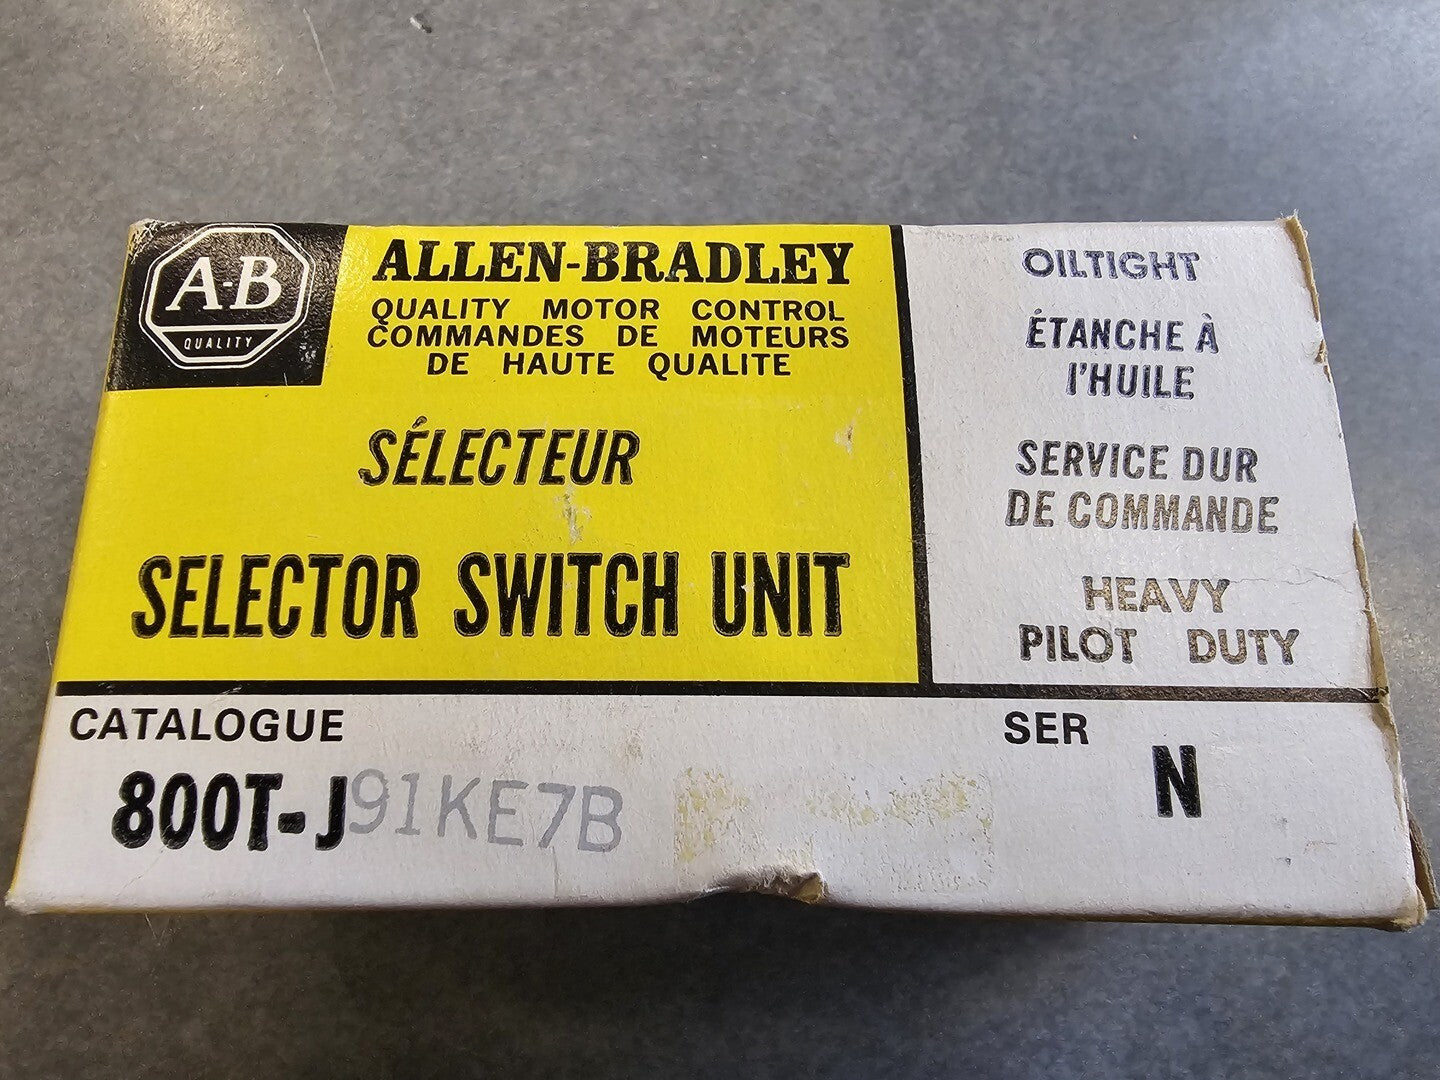 A-B
QUALITY
ALLEN-BRADLEY
QUALITY MOTOR CONTROL
COMMANDES DE MOTEURS
DE HAUTE QUALITE
SÉLECTEUR
SELECTOR SWITCH UNIT
OILTIGHT
ÉTANCHE À
l'HUILE
SERVICE DUR
DE COMMANDE
HEAVY
PILOT DUTY
CATALOGUE
800T-J91KE7B
SER
N